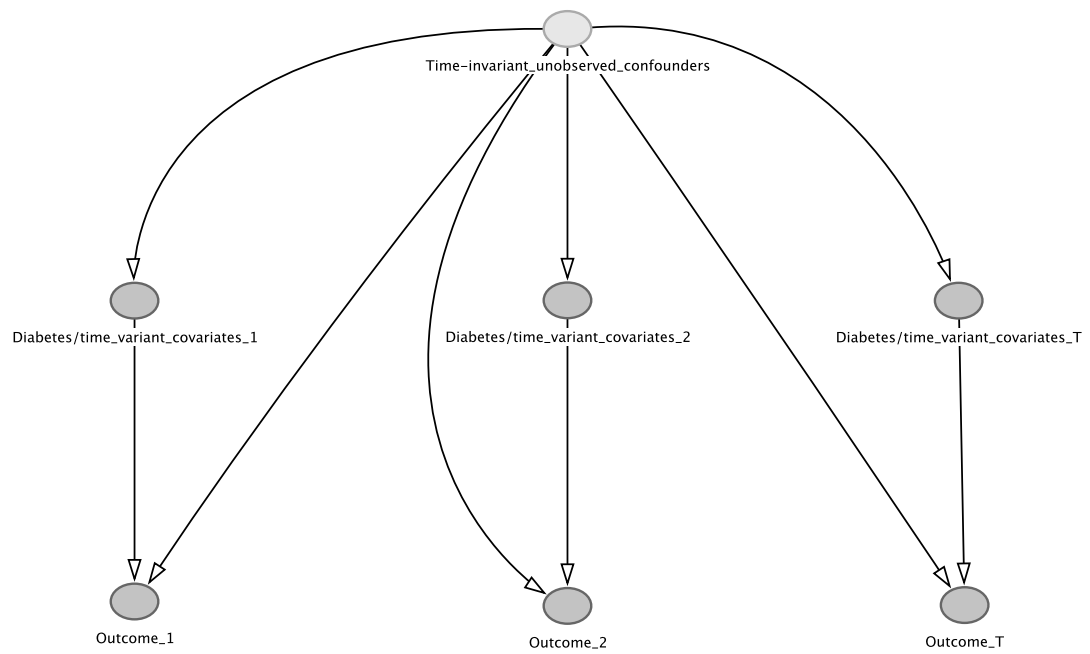 Time-invariant_unobserved_confounders
Diabetes/time_variant_covariates_1
Diabetes/time_variant_covariates_2
Diabetes/time_variant_covariates_T
Outcome_1
Outcome_2
Outcome_T